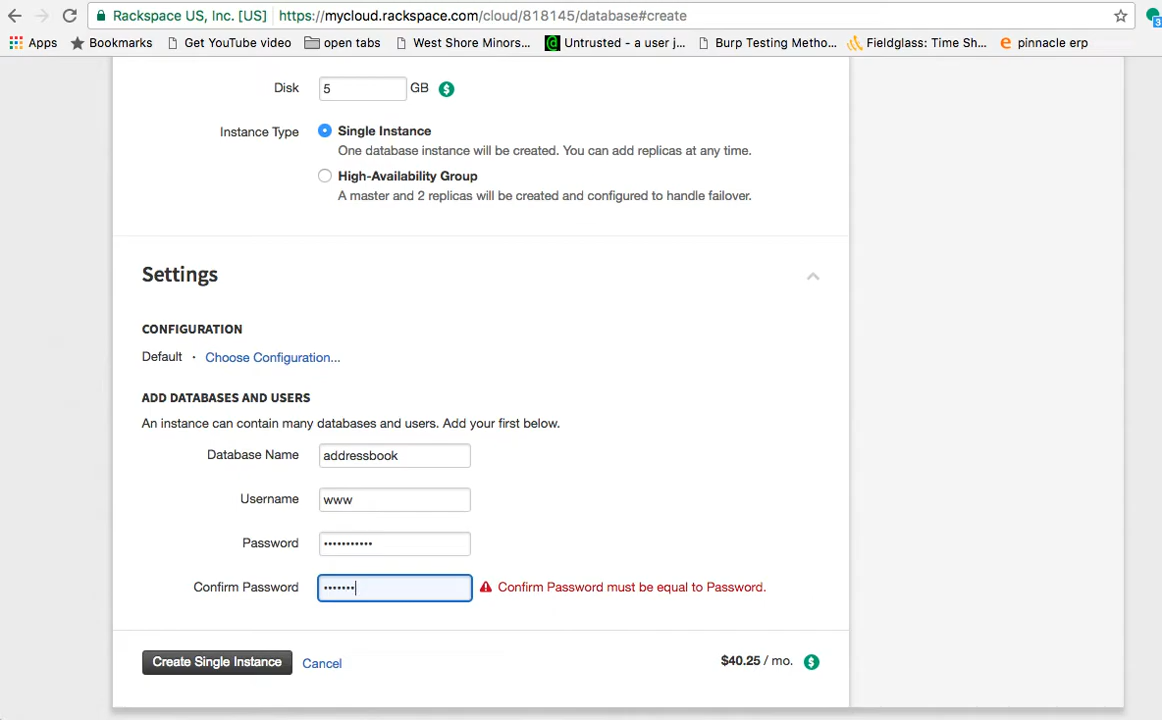 Rackspace US, Inc. [US] https://mycloud.rackspace.com/cloud/818145/database#create
Apps Bookmarks Get YouTube video open tabs West Shore Minors... Untrusted - a user j... Burp Testing Metho... Fieldglass: Time Sh... pinnacle erp
Disk 5 GB $
Instance Type Single Instance
One database instance will be created. You can add replicas at any time.
High-Availability Group
A master and 2 replicas will be created and configured to handle failover.
Settings
CONFIGURATION
Default · Choose Configuration...
ADD DATABASES AND USERS
An instance can contain many databases and users. Add your first below.
Database Name addressbook
Username www
Password •••••••••••
Confirm Password ••••••• Confirm Password must be equal to Password.
Create Single Instance Cancel $40.25 / mo. $